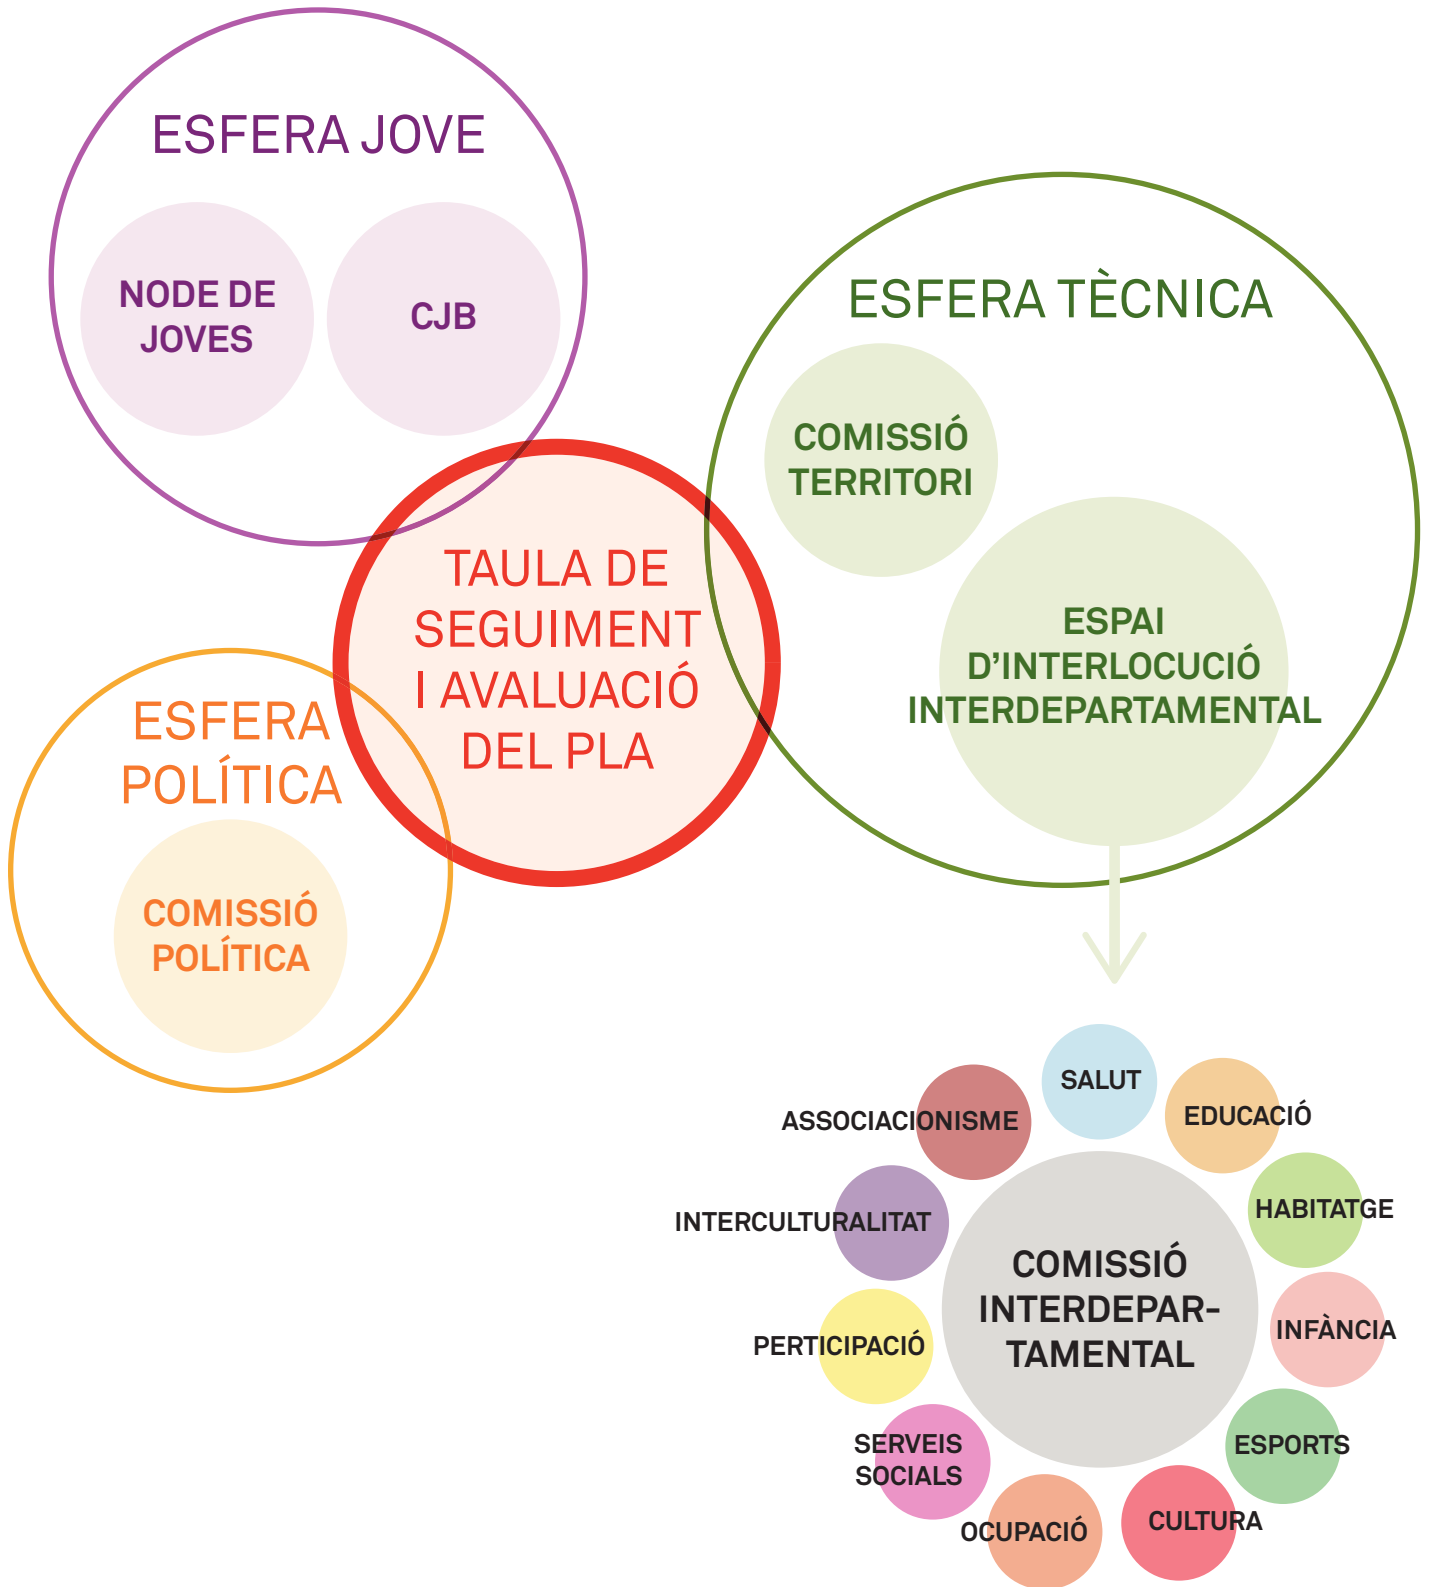 ESFERA JOVE
NODE DE
JOVES
CJB
ESFERA TÈCNICA
COMISSIÓ
TERRITORI
ESPAI
D’INTERLOCUCIÓ
INTERDEPARTAMENTAL
TAULA DE
SEGUIMENT
I AVALUACIÓ
DEL PLA
ESFERA
POLÍTICA
COMISSIÓ
POLÍTICA
SALUT
EDUCACIÓ
HABITATGE
INFÀNCIA
ESPORTS
CULTURA
OCUPACIÓ
SERVEIS
SOCIALS
PERTICIPACIÓ
INTERCULTURALITAT
ASSOCIACIONISME
COMISSIÓ
INTERDEPAR-
TAMENTAL